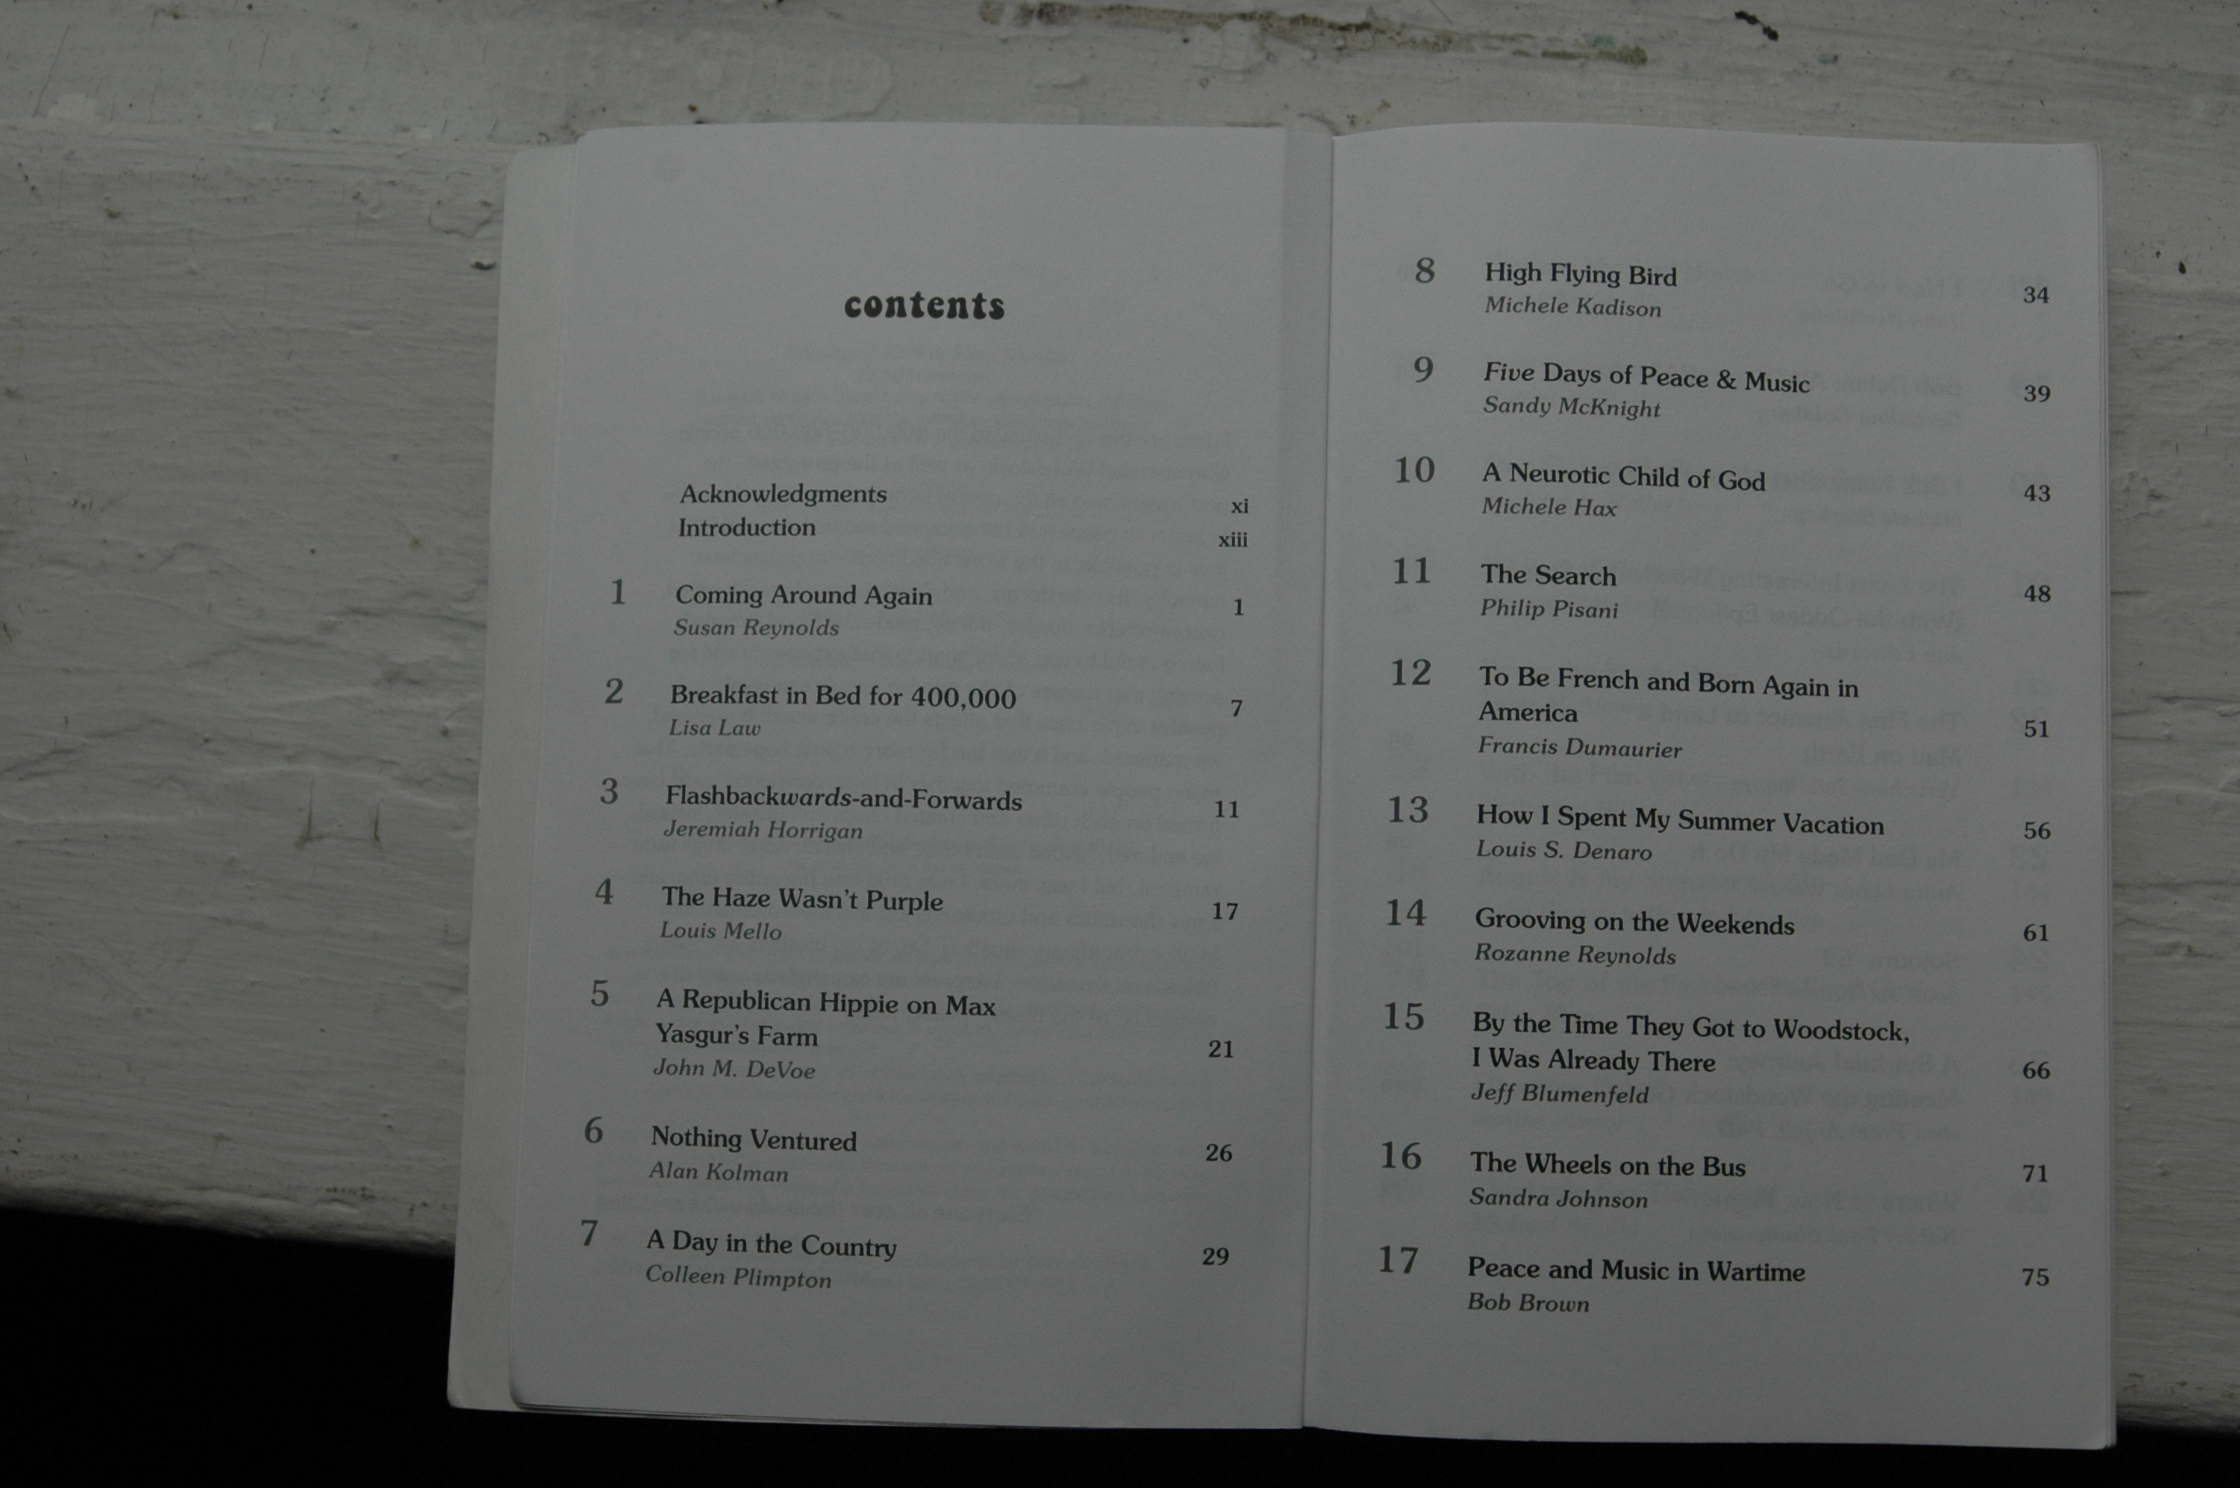 contents
Acknowledgments xi
Introduction xiii
1 Coming Around Again 1
Susan Reynolds
2 Breakfast in Bed for 400,000 7
Lisa Law
3 Flashbackwards-and-Forwards 11
Jeremiah Horrigan
4 The Haze Wasn't Purple 17
Louis Mello
5 A Republican Hippie on Max
Yasgur's Farm 21
John M. DeVoe
6 Nothing Ventured 26
Alan Kolman
7 A Day in the Country 29
Colleen Plimpton
8 High Flying Bird 34
Michele Kadison
9 Five Days of Peace & Music 39
Sandy McKnight
10 A Neurotic Child of God 43
Michele Hax
11 The Search 48
Philip Pisani
12 To Be French and Born Again in
America 51
Francis Dumaurier
13 How I Spent My Summer Vacation 56
Louis S. Denaro
14 Grooving on the Weekends 61
Rozanne Reynolds
15 By the Time They Got to Woodstock,
I Was Already There 66
Jeff Blumenfeld
16 The Wheels on the Bus 71
Sandra Johnson
17 Peace and Music in Wartime 75
Bob Brown